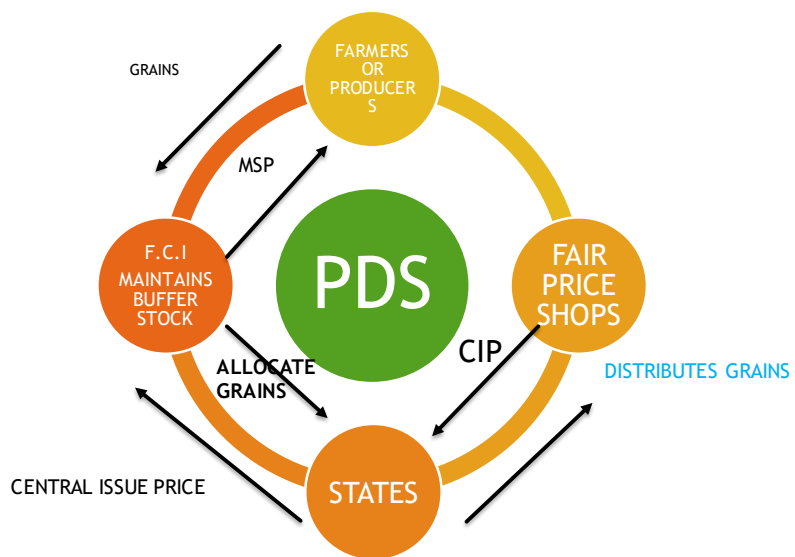 FARMERS
OR
PRODUCER
S
GRAINS
MSP
F.C.I
MAINTAINS
BUFFER
STOCK
PDS
FAIR
PRICE
SHOPS
CIP
ALLOCATE
GRAINS
DISTRIBUTES GRAINS
CENTRAL ISSUE PRICE
STATES